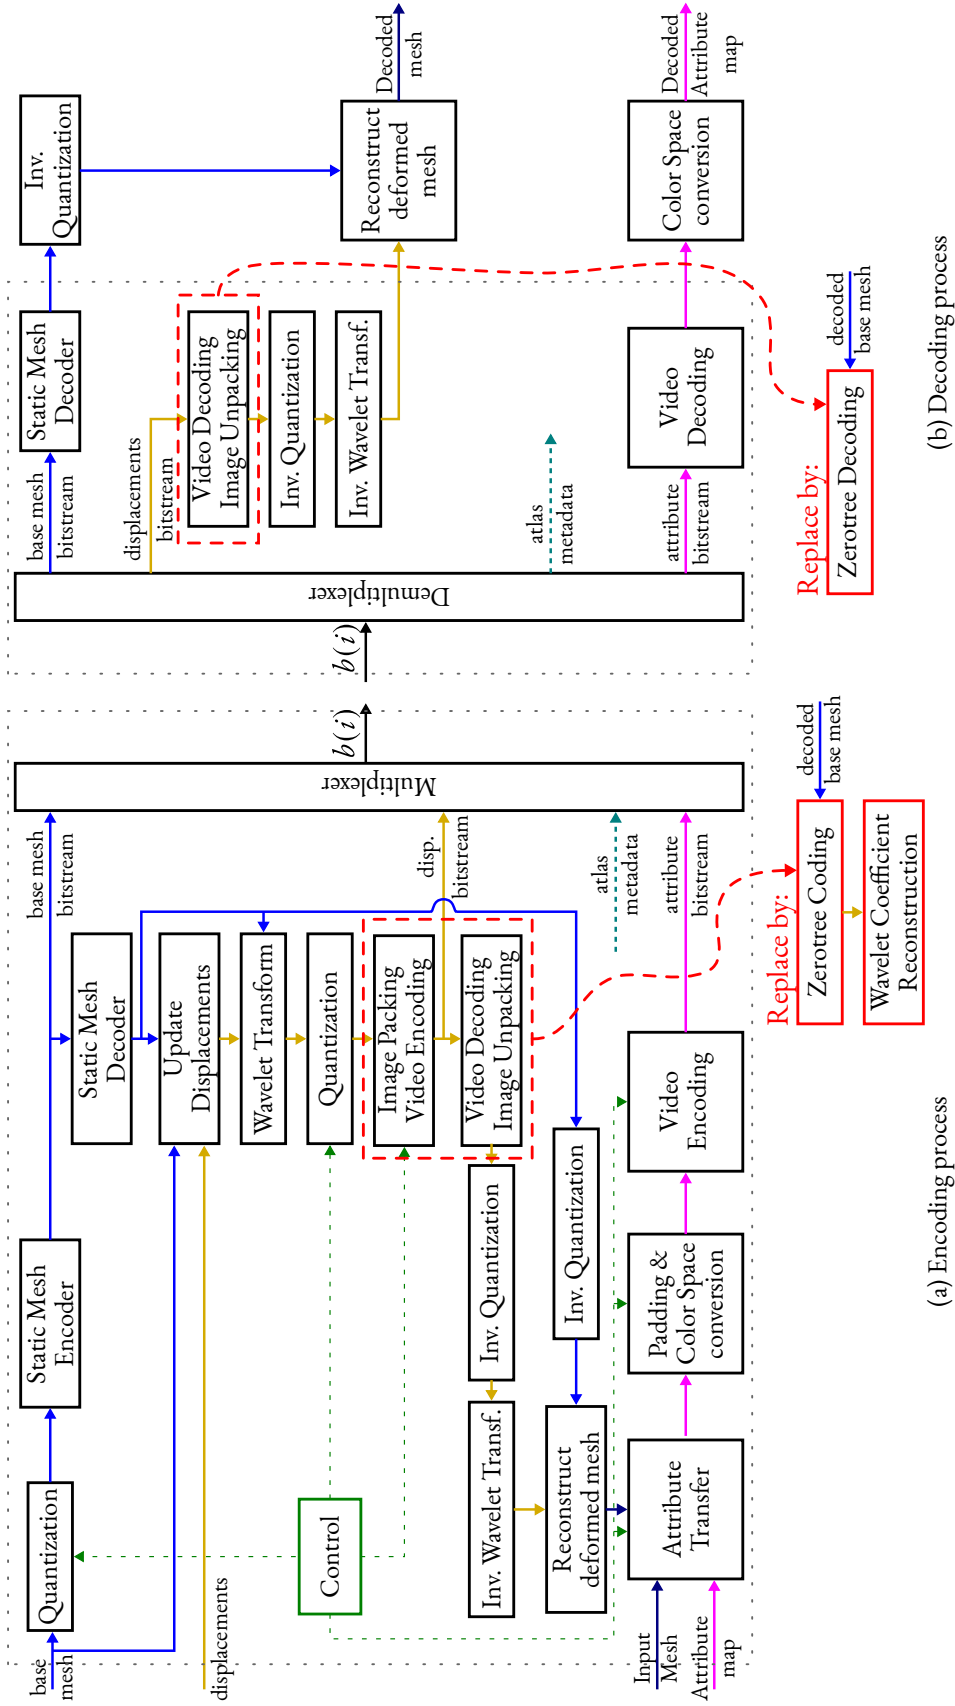 base
mesh
Quantization
Static Mesh
Encoder
base mesh
bitstream
Static Mesh
Decoder
Update
Displacements
Wavelet Transform
Quantization
Image Packing
Video Encoding
Video Decoding
Image Unpacking
disp.
bitstream
displacements
Control
Inv. Quantization
Inv. Wavelet Transf.
Inv. Quantization
Reconstruct
deformed mesh
atlas
metadata
Input
Mesh
Attribute
map
Attribute
Transfer
Padding &
Color Space
conversion
Video
Encoding
attribute
bitstream
Multiplexer
b(i)
Replace by:
Zerotree Coding
Wavelet Coefficient
Reconstruction
decoded
base mesh
(a) Encoding process
b(i)
Demultiplexer
base mesh
bitstream
Static Mesh
Decoder
Inv.
Quantization
displacements
bitstream
Video Decoding
Image Unpacking
Inv. Quantization
Inv. Wavelet Transf.
Reconstruct
deformed
mesh
Decoded
mesh
atlas
metadata
attribute
bitstream
Video
Decoding
Color Space
conversion
Decoded
Attribute
map
Replace by:
Zerotree Decoding
decoded
base mesh
(b) Decoding process